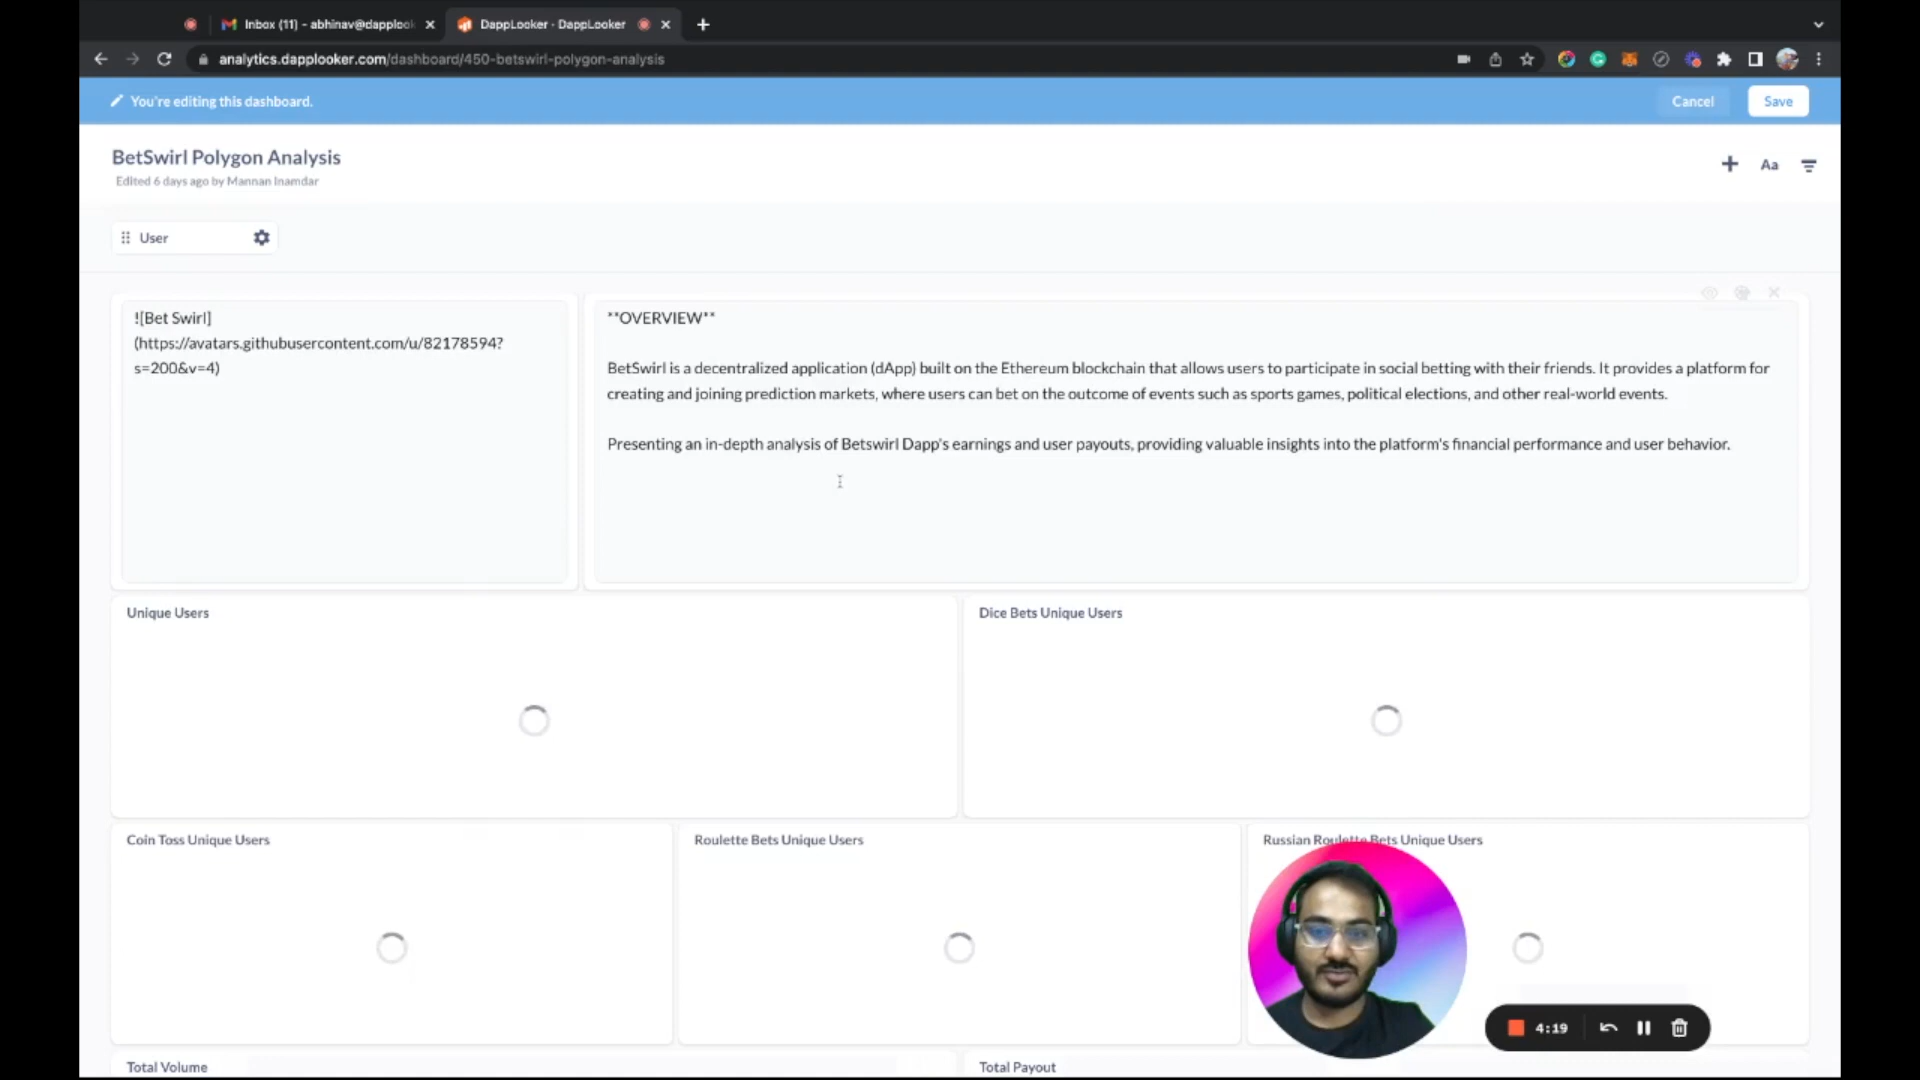 Inbox (11) - abhinav@dapploo
DappLooker · DappLooker
analytics.dapplooker.com/dashboard/450-betswirl-polygon-analysis
You're editing this dashboard.
Cancel
Save
BetSwirl Polygon Analysis
Edited 6 days ago by Mannan Inamdar
Aa
User
![Bet Swirl]
(https://avatars.githubusercontent.com/u/82178594?
s=200&v=4)
**OVERVIEW**
BetSwirl is a decentralized application (dApp) built on the Ethereum blockchain that allows users to participate in social betting with their friends. It provides a platform for
creating and joining prediction markets, where users can bet on the outcome of events such as sports games, political elections, and other real-world events.
Presenting an in-depth analysis of Betswirl Dapp's earnings and user payouts, providing valuable insights into the platform's financial performance and user behavior.
Unique Users
Dice Bets Unique Users
Coin Toss Unique Users
Roulette Bets Unique Users
Russian Roulette Bets Unique Users
4:19
Total Volume
Total Payout